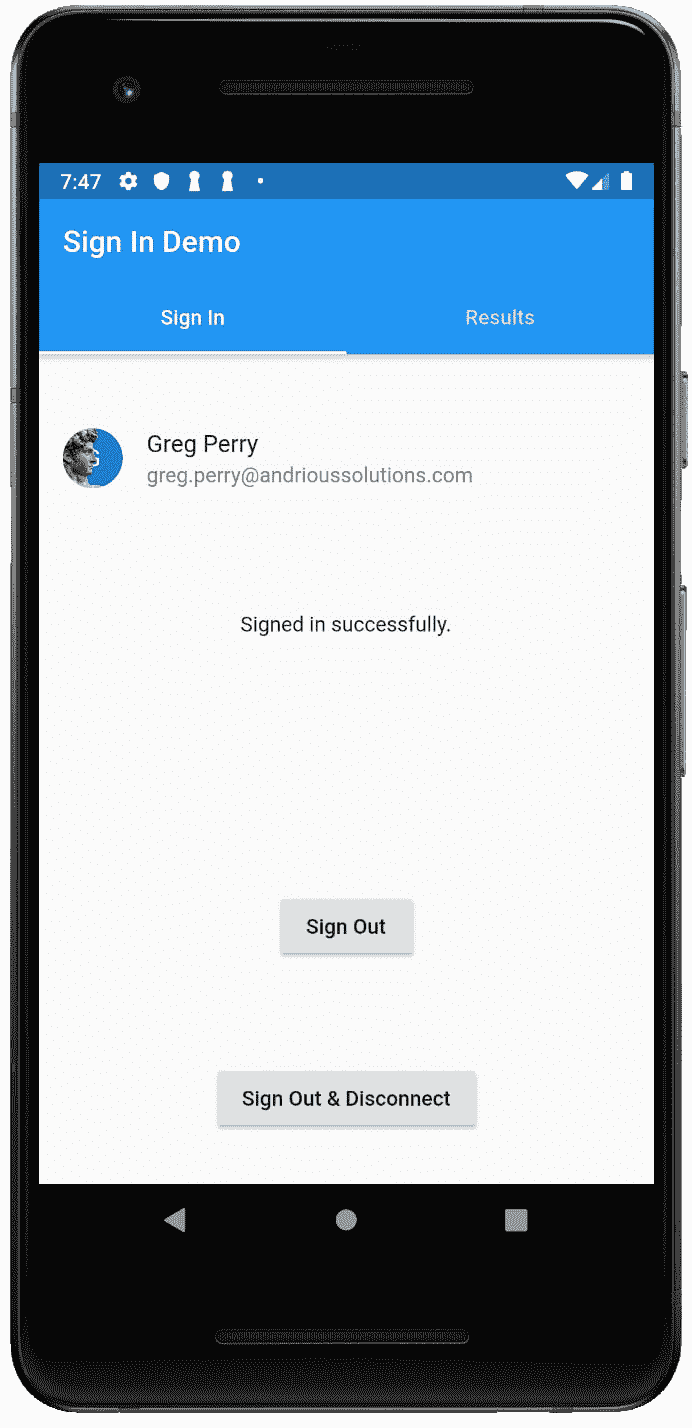 7:47
Sign In Demo
Sign In
Results
Greg Perry
greg.perry@andrioussolutions.com
Signed in successfully.
Sign Out
Sign Out & Disconnect